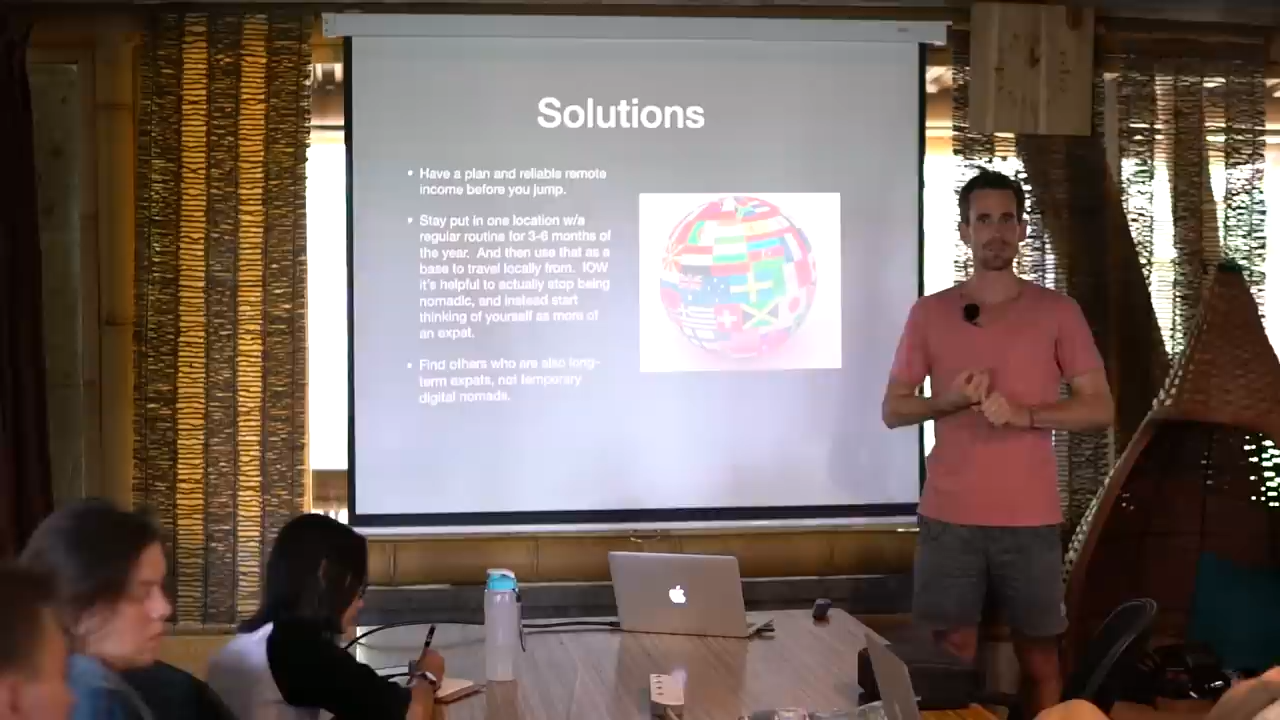 Solutions
• Have a plan and reliable remote
income before you jump.
• Stay put in one location w/a
regular routine for 3-6 months of
the year. And then use that as a
base to travel locally from. IOW
it's helpful to actually stop being
nomadic, and instead start
thinking of yourself as more of
an expat.
• Find others who are also long-
term expats, not temporary
digital nomads.